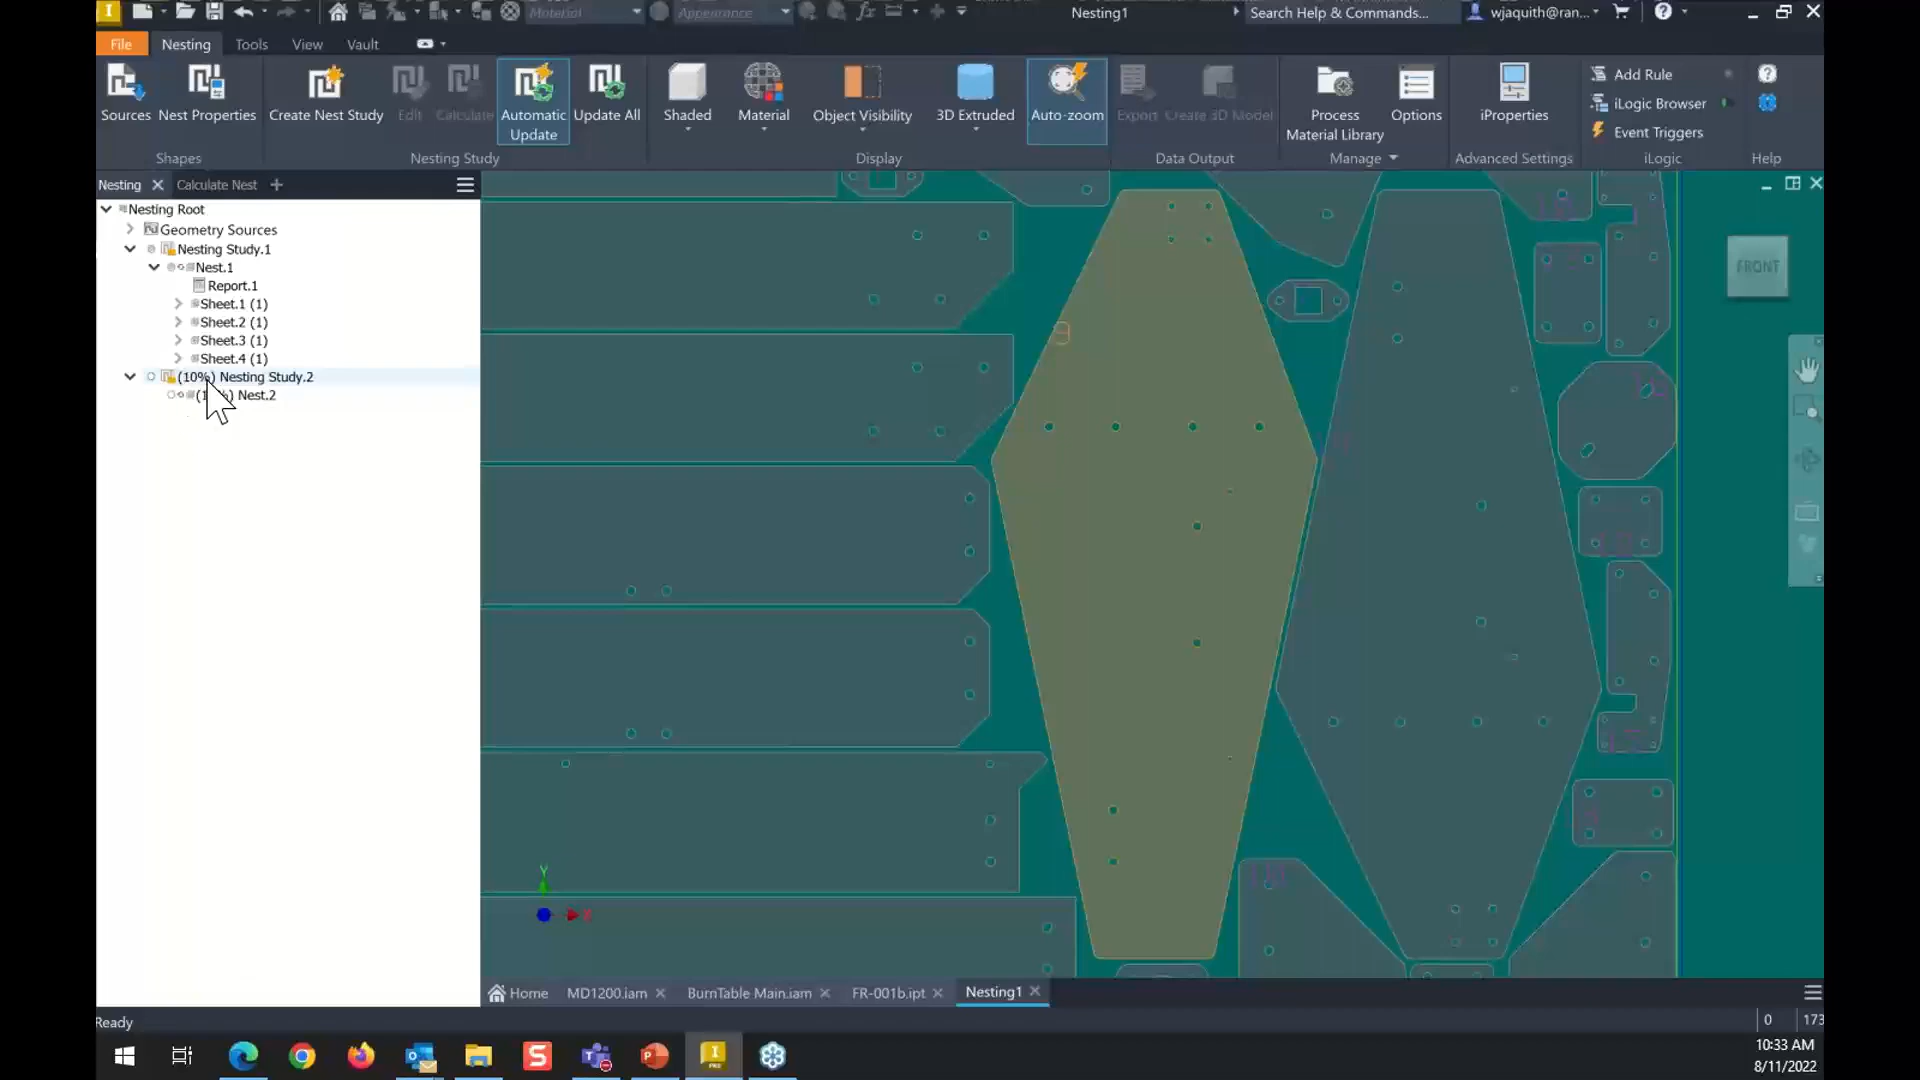 Material
Appearance
Nesting1
Search Help & Commands...
wjaquith@ran...
File
Nesting
Tools
View
Vault
Sources
Nest Properties
Create Nest Study
Edit
Calculate
Automatic
Update
Update All
Shaded
Material
Object Visibility
3D Extruded
Auto-zoom
Export
Create 3D Model
Process
Material Library
Options
iProperties
Add Rule
iLogic Browser
Event Triggers
Shapes
Nesting Study
Display
Data Output
Manage
Advanced Settings
iLogic
Help
Nesting
Calculate Nest
Nesting Root
Geometry Sources
Nesting Study.1
Nest.1
Report.1
Sheet.1 (1)
Sheet.2 (1)
Sheet.3 (1)
Sheet.4 (1)
(10%) Nesting Study.2
Nest.2
FRONT
9
Y
X
Home
MD1200.iam
BurnTable Main.iam
FR-001b.ipt
Nesting1
Ready
0
173
10:33 AM
8/11/2022